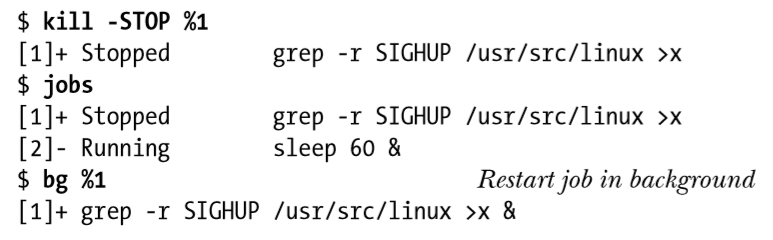 $ kill -STOP %1
[1]+ Stopped          grep -r SIGHUP /usr/src/linux >x
$ jobs
[1]+ Stopped          grep -r SIGHUP /usr/src/linux >x
[2]- Running          sleep 60 &
$ bg %1                              Restart job in background
[1]+ grep -r SIGHUP /usr/src/linux >x &